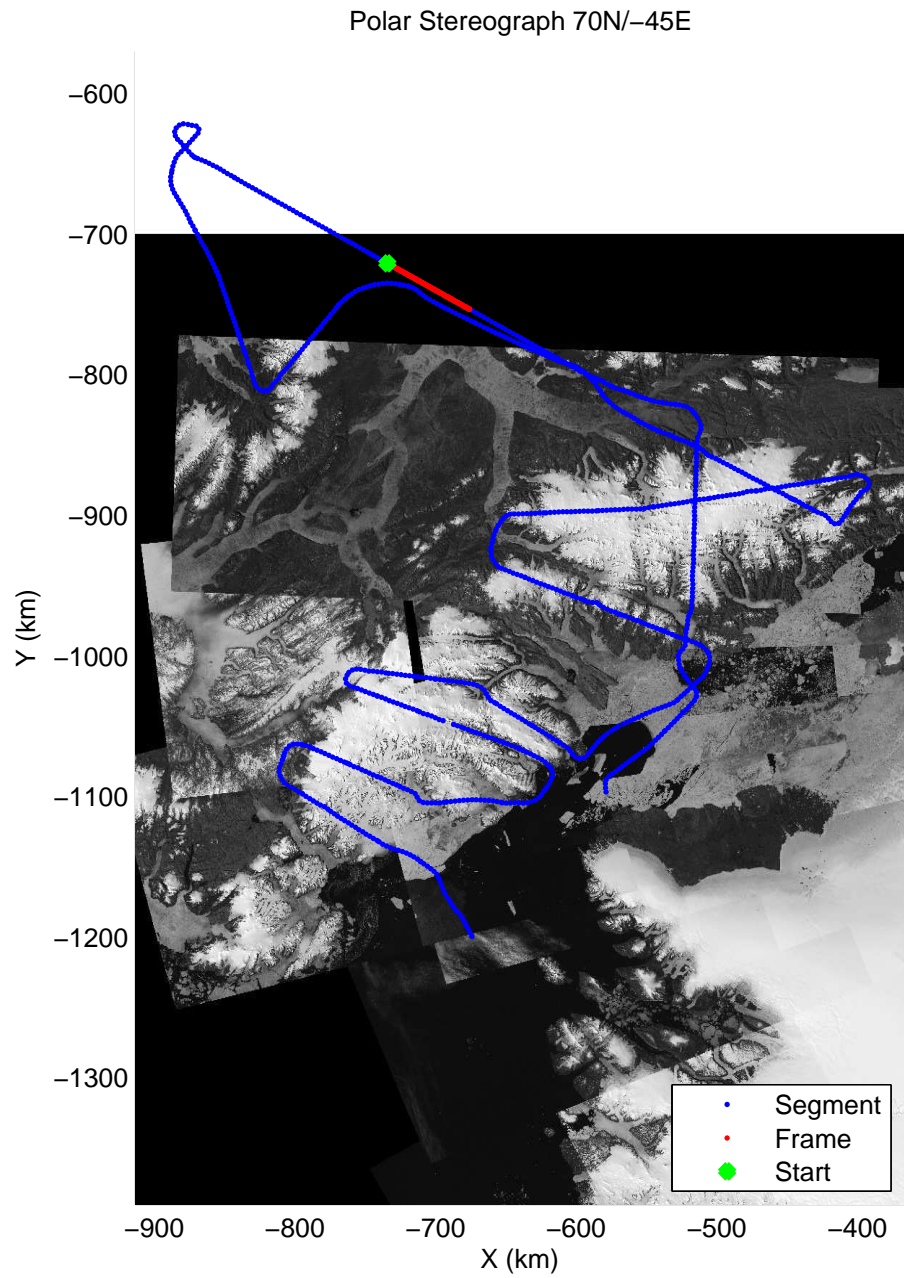 Polar Stereograph 70N/−45E
−600
−700
−800
−900
−1000
−1100
−1200
−1300
Y (km)
−900 −800 −700 −600 −500 −400
X (km)
Segment
Frame
Start